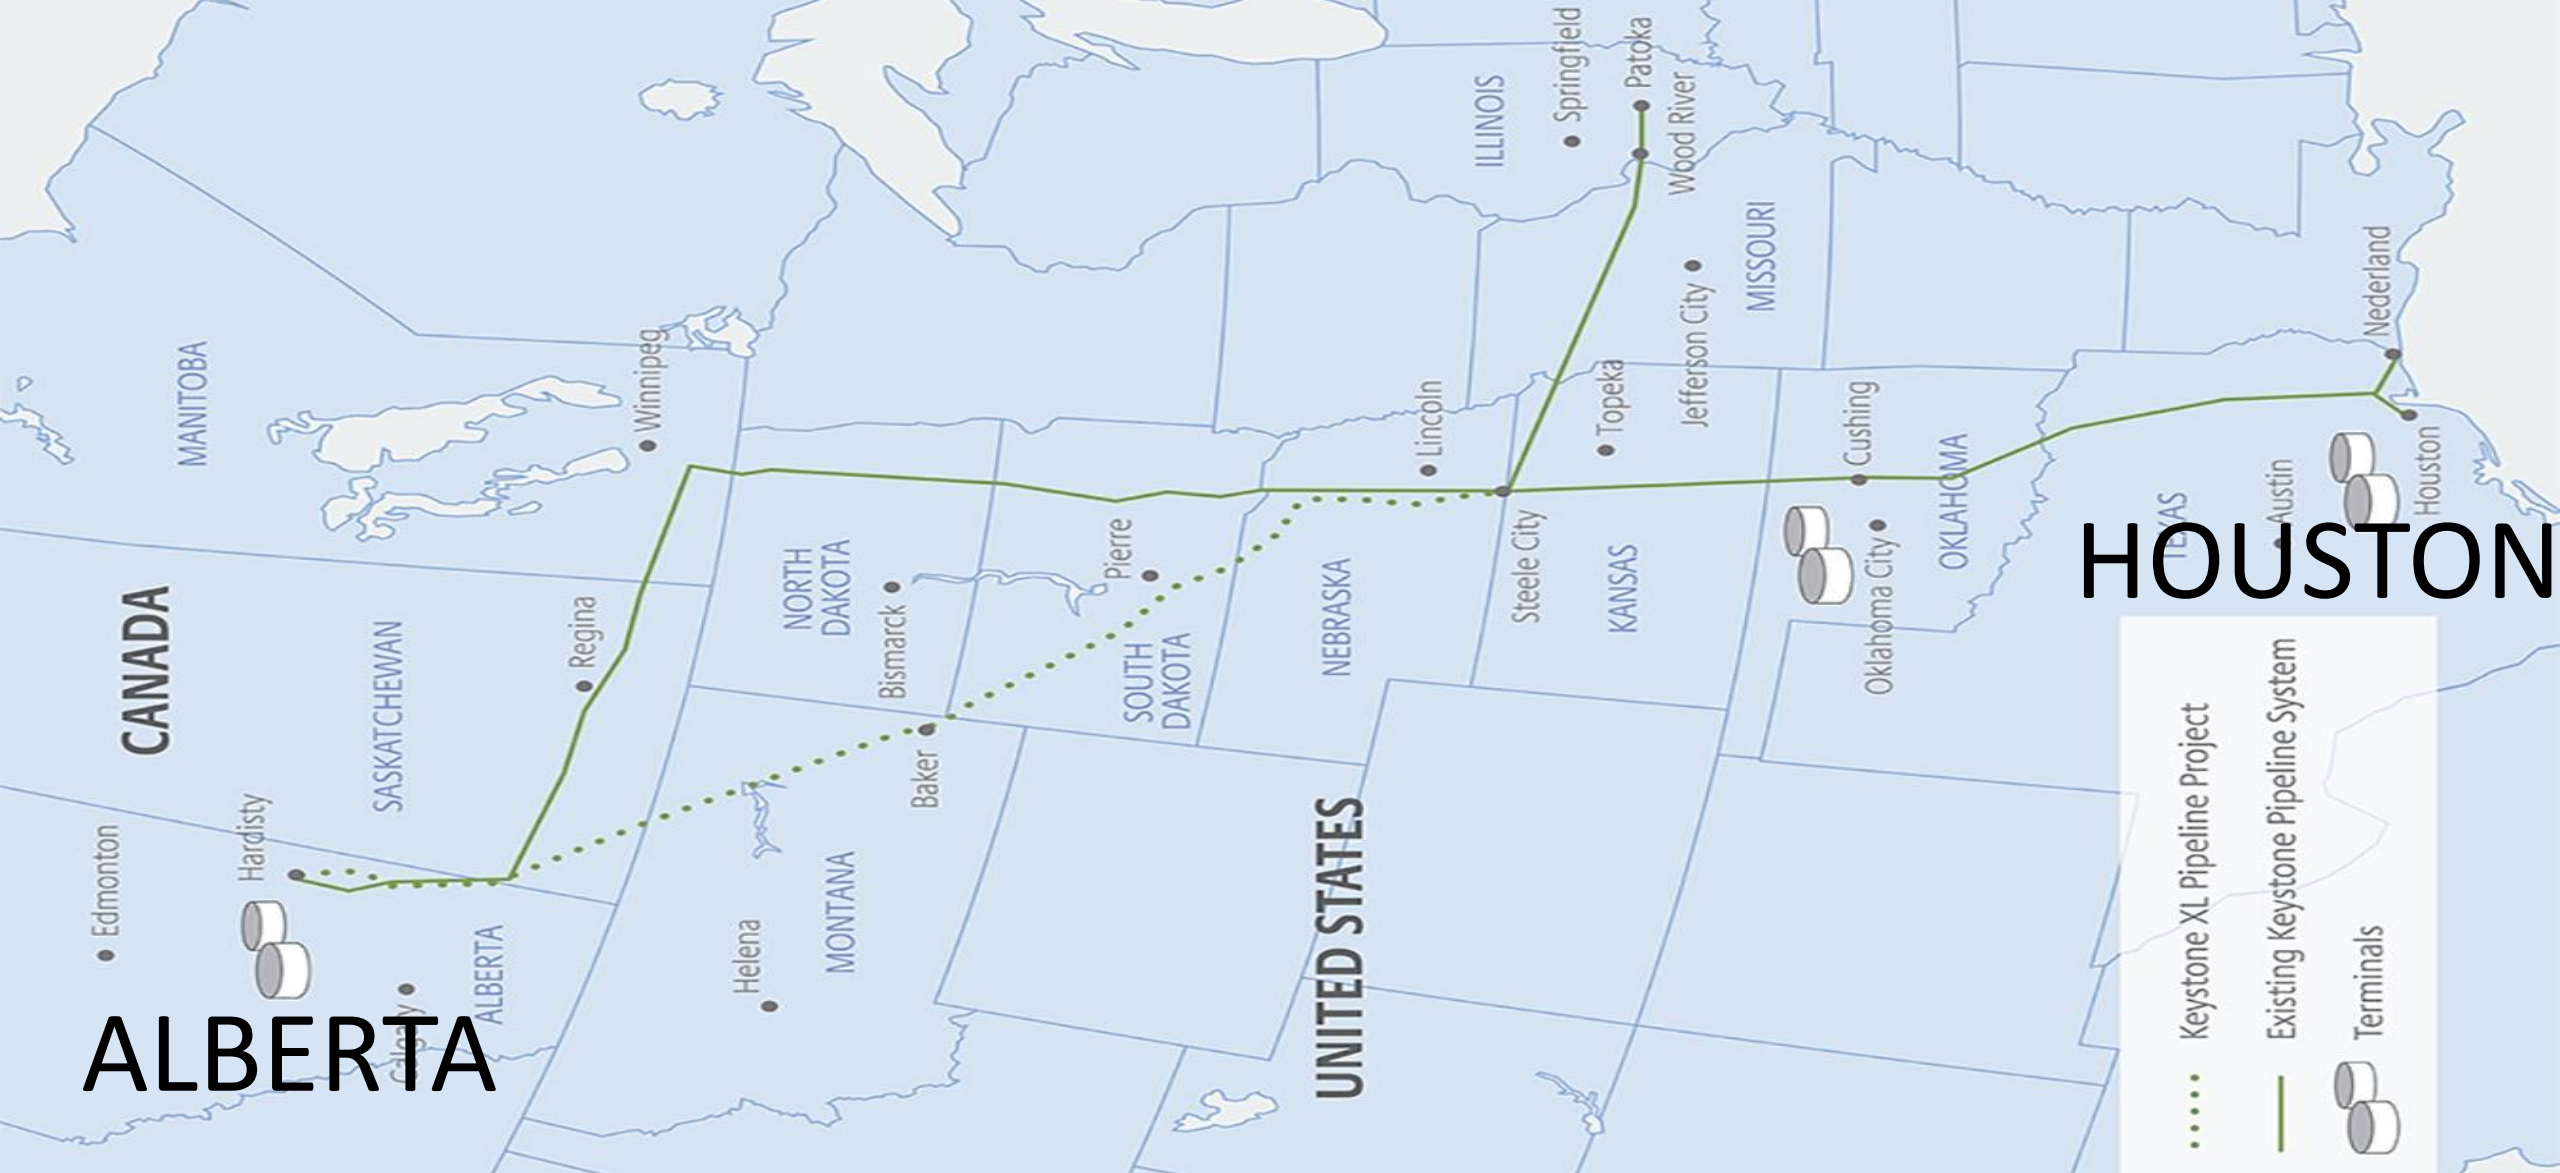 CANADA
MANITOBA
SASKATCHEWAN
Edmonton
Hardisty
Calgary
ALBERTA
Regina
Winnipeg
ALBERTA
UNITED STATES
NORTH
DAKOTA
Bismarck
Helena
MONTANA
Baker
Pierre
SOUTH
DAKOTA
NEBRASKA
Lincoln
Steele City
ILLINOIS
Springfield
Patoka
Wood River
KANSAS
Topeka
Jefferson City
MISSOURI
Cushing
Oklahoma City
OKLAHOMA
TEXAS
Austin
Nederland
Houston
HOUSTON
Keystone XL Pipeline Project
Existing Keystone Pipeline System
Terminals